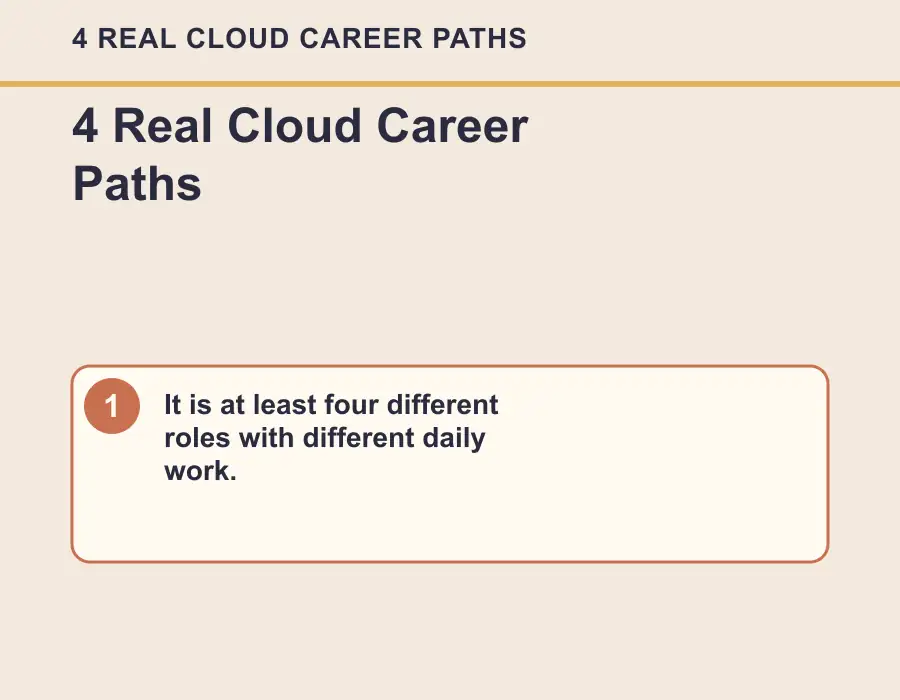 4 REAL CLOUD CAREER PATHS
4 Real Cloud Career
Paths
1
It is at least four different
roles with different daily
work.